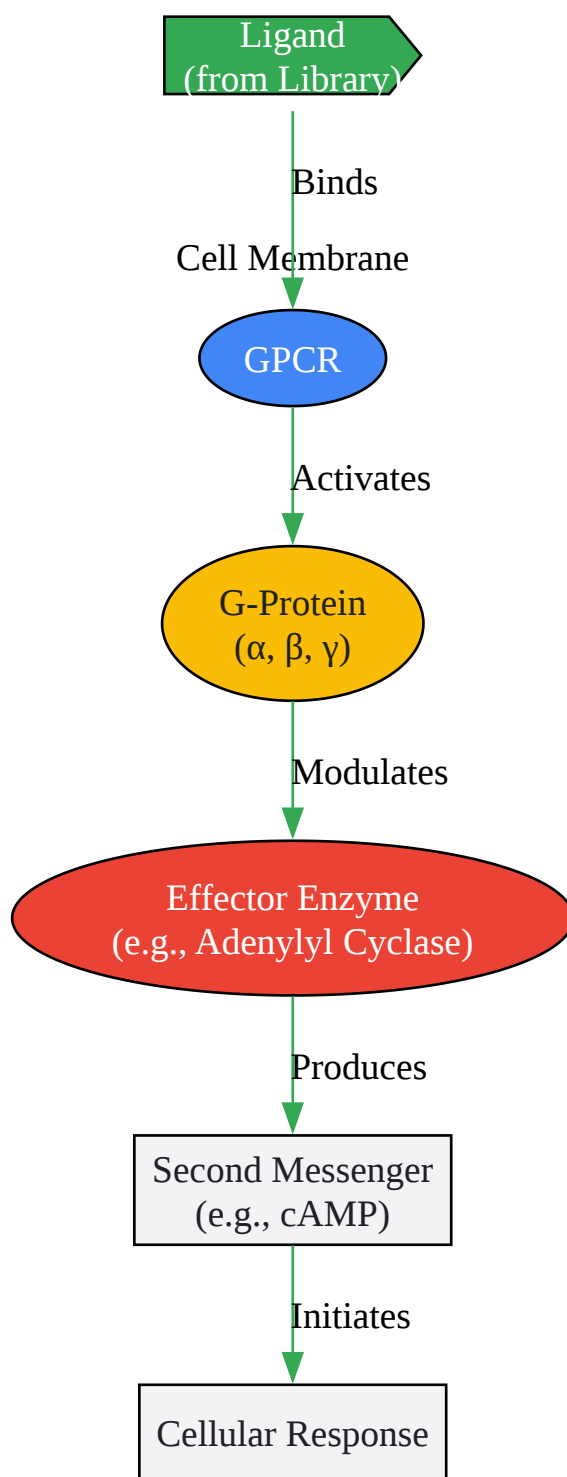 Ligand
(from Library)
Binds
Cell Membrane
GPCR
Activates
G-Protein
(α, β, γ)
Modulates
Effector Enzyme
(e.g., Adenylyl Cyclase)
Produces
Second Messenger
(e.g., cAMP)
Initiates
Cellular Response